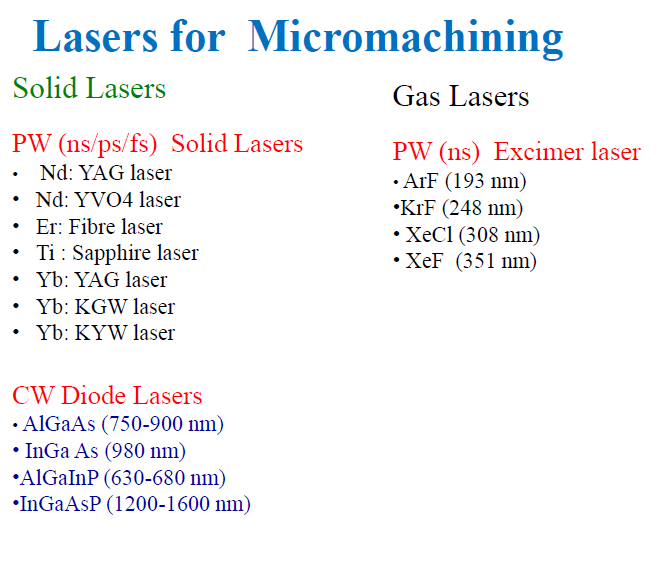 Lasers for Micromachining
Solid Lasers
PW (ns/ps/fs) Solid Lasers
• Nd: YAG laser
• Nd: YVO4 laser
• Er: Fibre laser
• Ti : Sapphire laser
• Yb: YAG laser
• Yb: KGW laser
• Yb: KYW laser
CW Diode Lasers
• AlGaAs (750-900 nm)
• InGa As (980 nm)
•AlGaInP (630-680 nm)
•InGaAsP (1200-1600 nm)
Gas Lasers
PW (ns) Excimer laser
• ArF (193 nm)
•KrF (248 nm)
• XeCl (308 nm)
• XeF (351 nm)